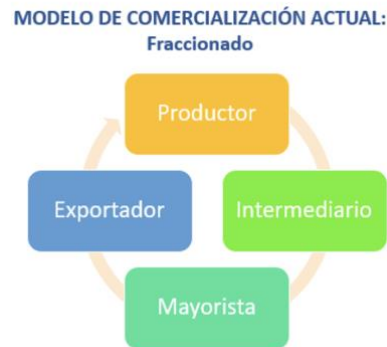 MODELO DE COMERCIALIZACIÓN ACTUAL:
Fraccionado
Productor
Exportador
Intermediario
Mayorista